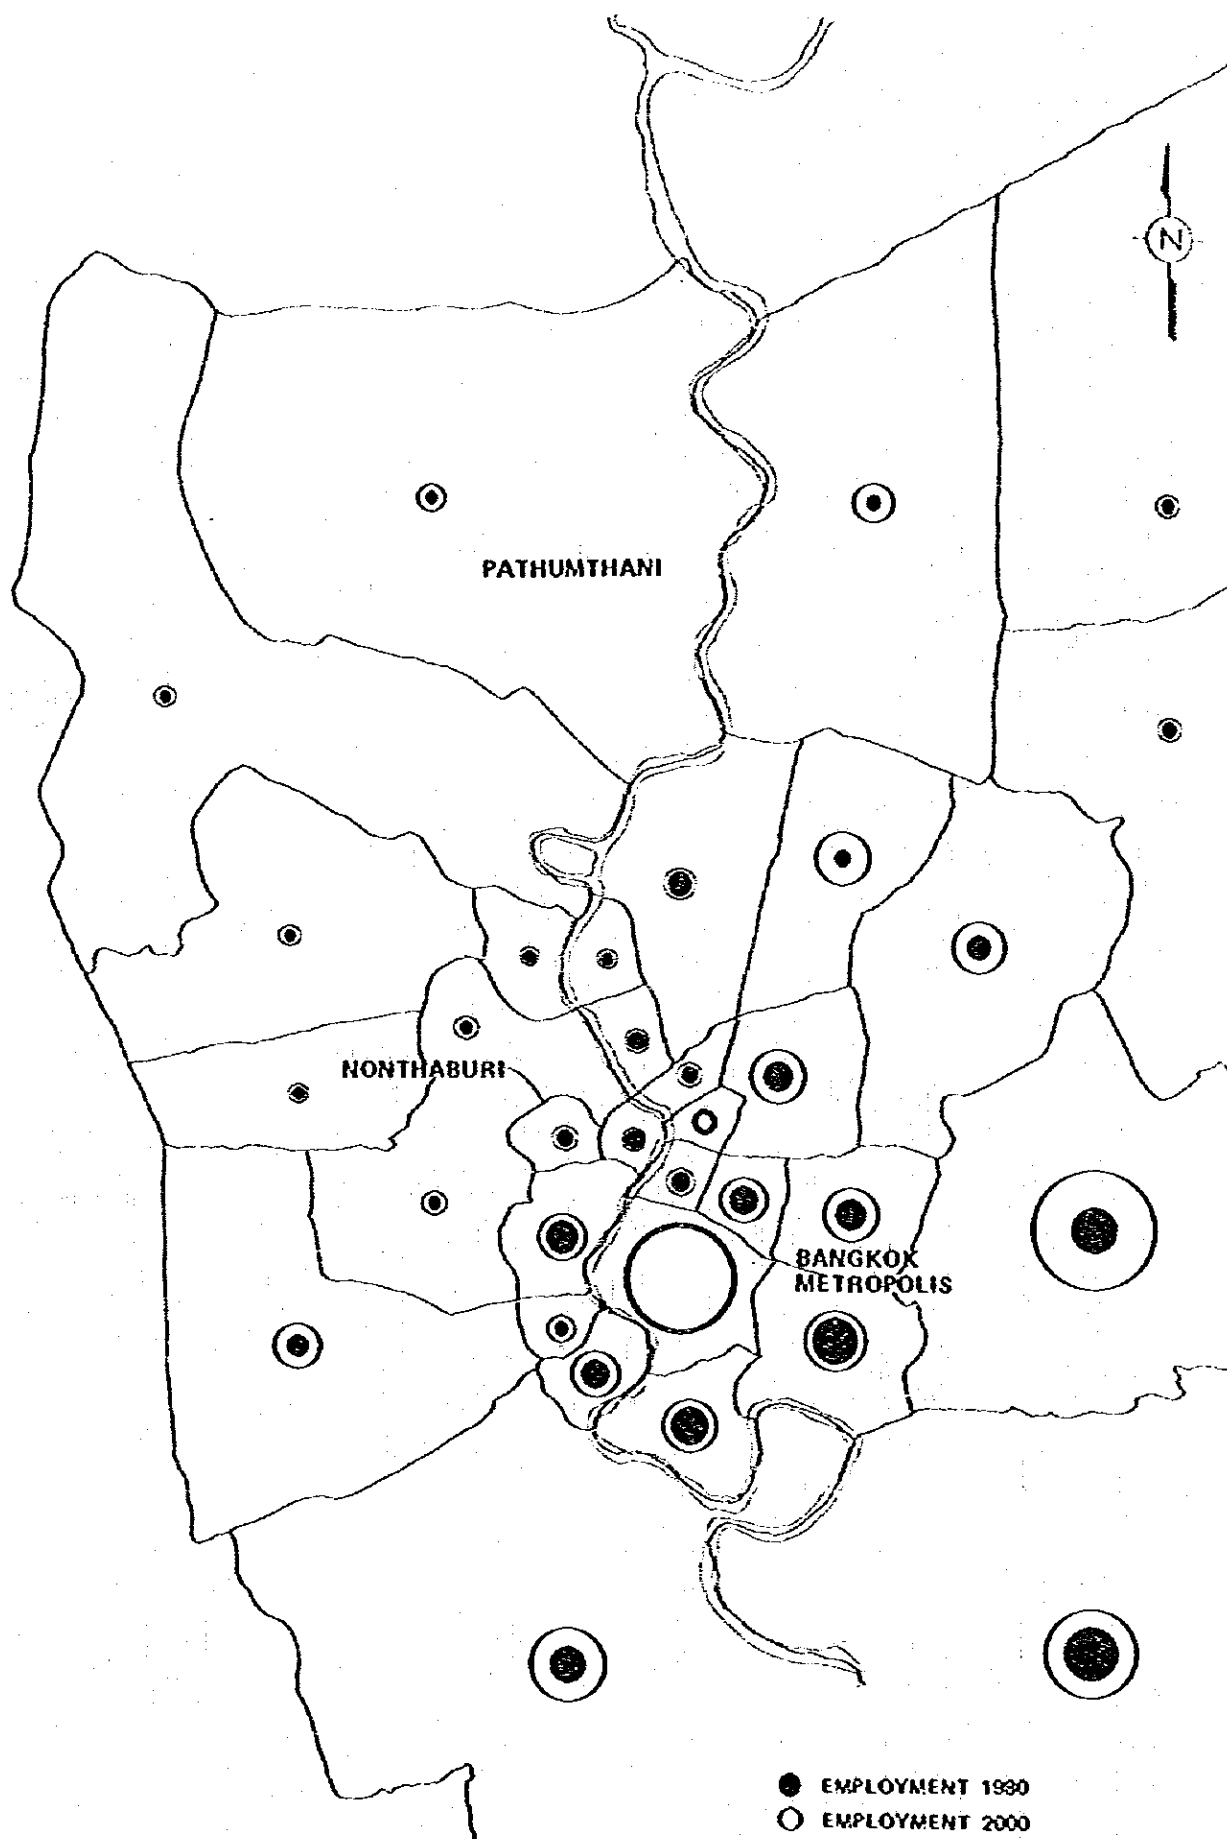 N
PATHUMTHANI
NONTHABURI
BANGKOK
METROPOLIS
EMPLOYMENT 1980
EMPLOYMENT 2000